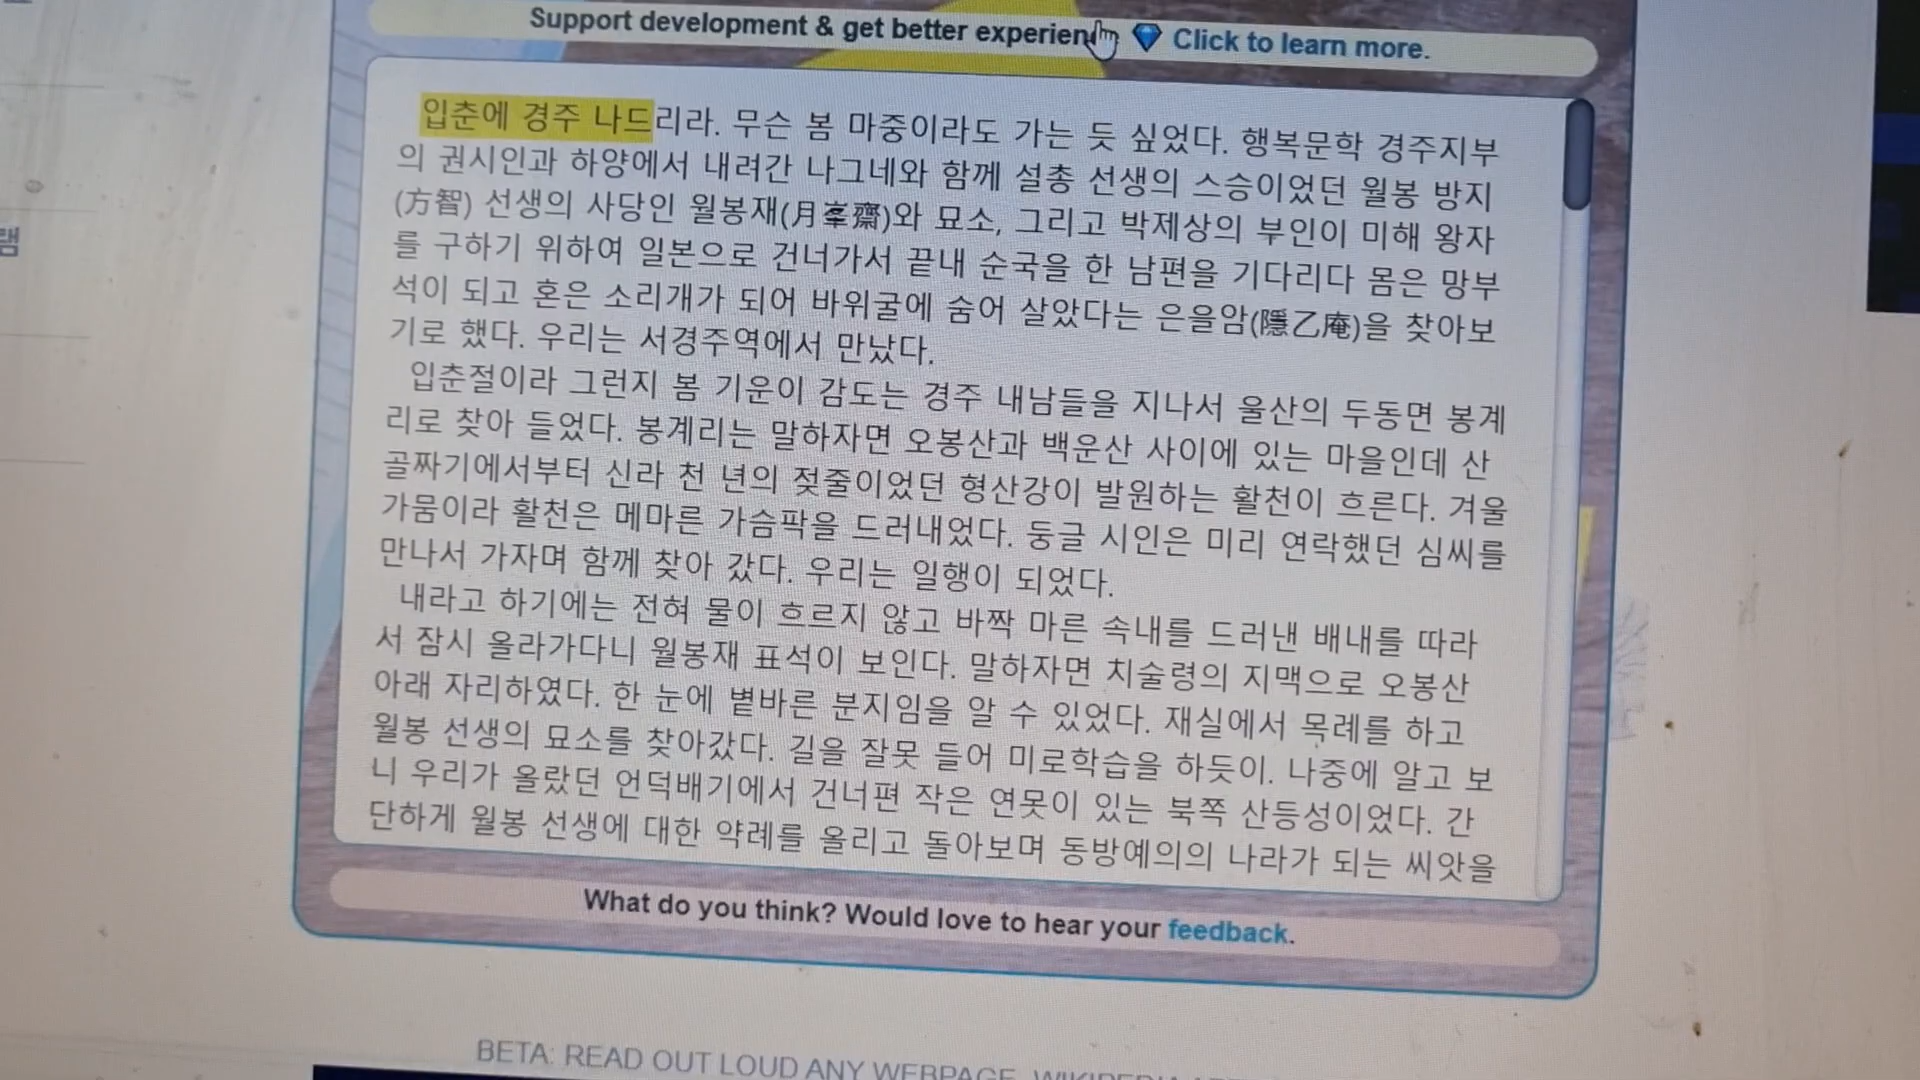 Support development & get better experien 💎 Click to learn more.
입춘에 경주 나드리라. 무슨 봄 마중이라도 가는 듯 싶었다. 행복문학 경주지부
의 권시인과 하양에서 내려간 나그네와 함께 설총 선생의 스승이었던 월봉 방지
(方智) 선생의 사당인 월봉재(月峯齋)와 묘소, 그리고 박제상의 부인이 미해 왕자
를 구하기 위하여 일본으로 건너가서 끝내 순국을 한 남편을 기다리다 몸은 망부
석이 되고 혼은 소리개가 되어 바위굴에 숨어 살았다는 은을암(隱乙庵)을 찾아보
기로 했다. 우리는 서경주역에서 만났다.
입춘절이라 그런지 봄 기운이 감도는 경주 내남들을 지나서 울산의 두동면 봉계
리로 찾아 들었다. 봉계리는 말하자면 오봉산과 백운산 사이에 있는 마을인데 산
골짜기에서부터 신라 천 년의 젖줄이었던 형산강이 발원하는 활천이 흐른다. 겨울
가뭄이라 활천은 메마른 가슴팍을 드러내었다. 둥글 시인은 미리 연락했던 심씨를
만나서 가자며 함께 찾아 갔다. 우리는 일행이 되었다.
내라고 하기에는 전혀 물이 흐르지 않고 바짝 마른 속내를 드러낸 배내를 따라
서 잠시 올라가다니 월봉재 표석이 보인다. 말하자면 치술령의 지맥으로 오봉산
아래 자리하였다. 한 눈에 볕바른 분지임을 알 수 있었다. 재실에서 목례를 하고
월봉 선생의 묘소를 찾아갔다. 길을 잘못 들어 미로학습을 하듯이. 나중에 알고 보
니 우리가 올랐던 언덕배기에서 건너편 작은 연못이 있는 북쪽 산등성이었다. 간
단하게 월봉 선생에 대한 약례를 올리고 돌아보며 동방예의의 나라가 되는 씨앗을
What do you think? Would love to hear your feedback.
BETA: READ OUT LOUD ANY WEBPAGE,